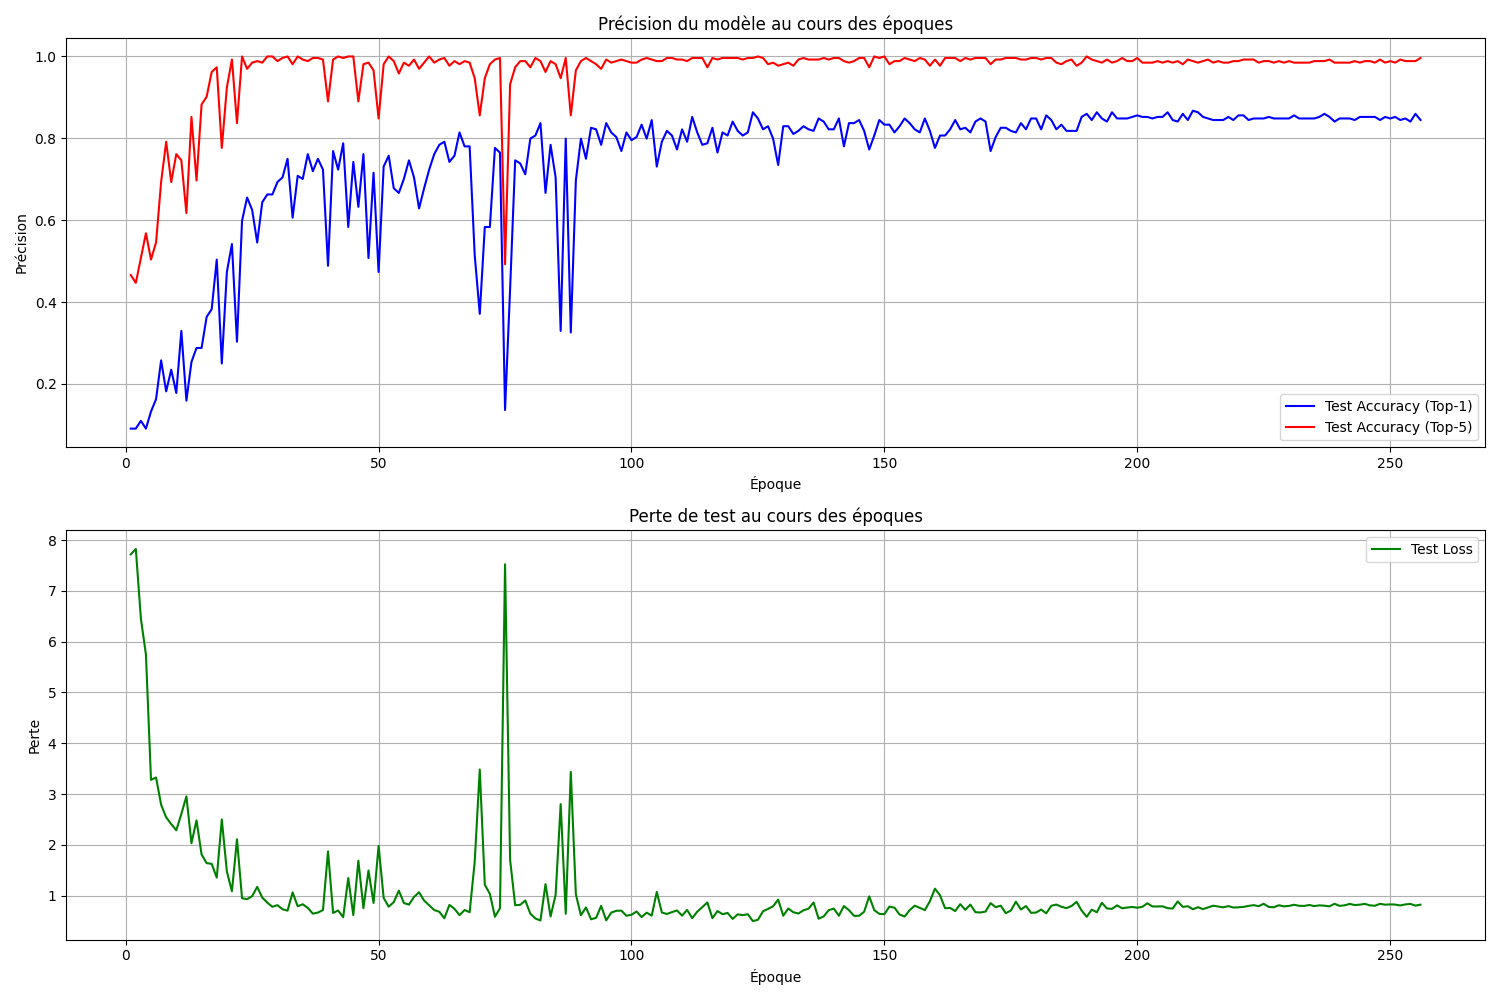 Précision du modèle au cours des époques
1.0
0.8
0.6
0.4
0.2
Précision
Test Accuracy (Top-1)
Test Accuracy (Top-5)
0 50 100 150 200 250
Époque
Perte de test au cours des époques
8
7
6
5
4
3
2
1
Perte
Test Loss
0 50 100 150 200 250
Époque